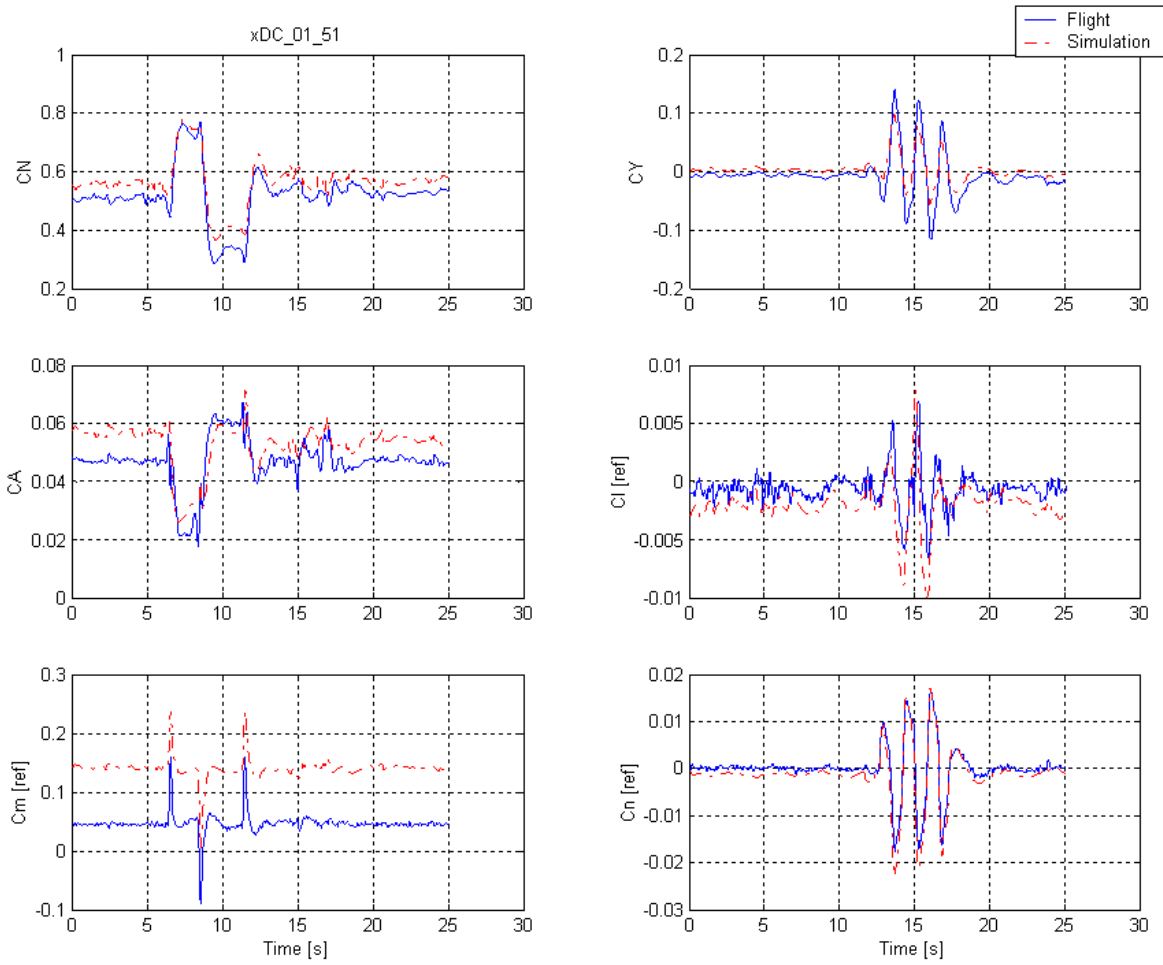 xDC_01_51
Flight
Simulation
1
0.8
0.6
0.4
0.2
CN
0 5 10 15 20 25 30
0.2
0.1
0
-0.1
-0.2
CY
0 5 10 15 20 25 30
0.08
0.06
0.04
0.02
0
CA
0 5 10 15 20 25 30
0.01
0.005
0
-0.005
-0.01
Cl [ref]
0 5 10 15 20 25 30
0.3
0.2
0.1
0
-0.1
Cm [ref]
0 5 10 15 20 25 30
Time [s]
0.02
0.01
0
-0.01
-0.02
-0.03
Cn [ref]
0 5 10 15 20 25 30
Time [s]